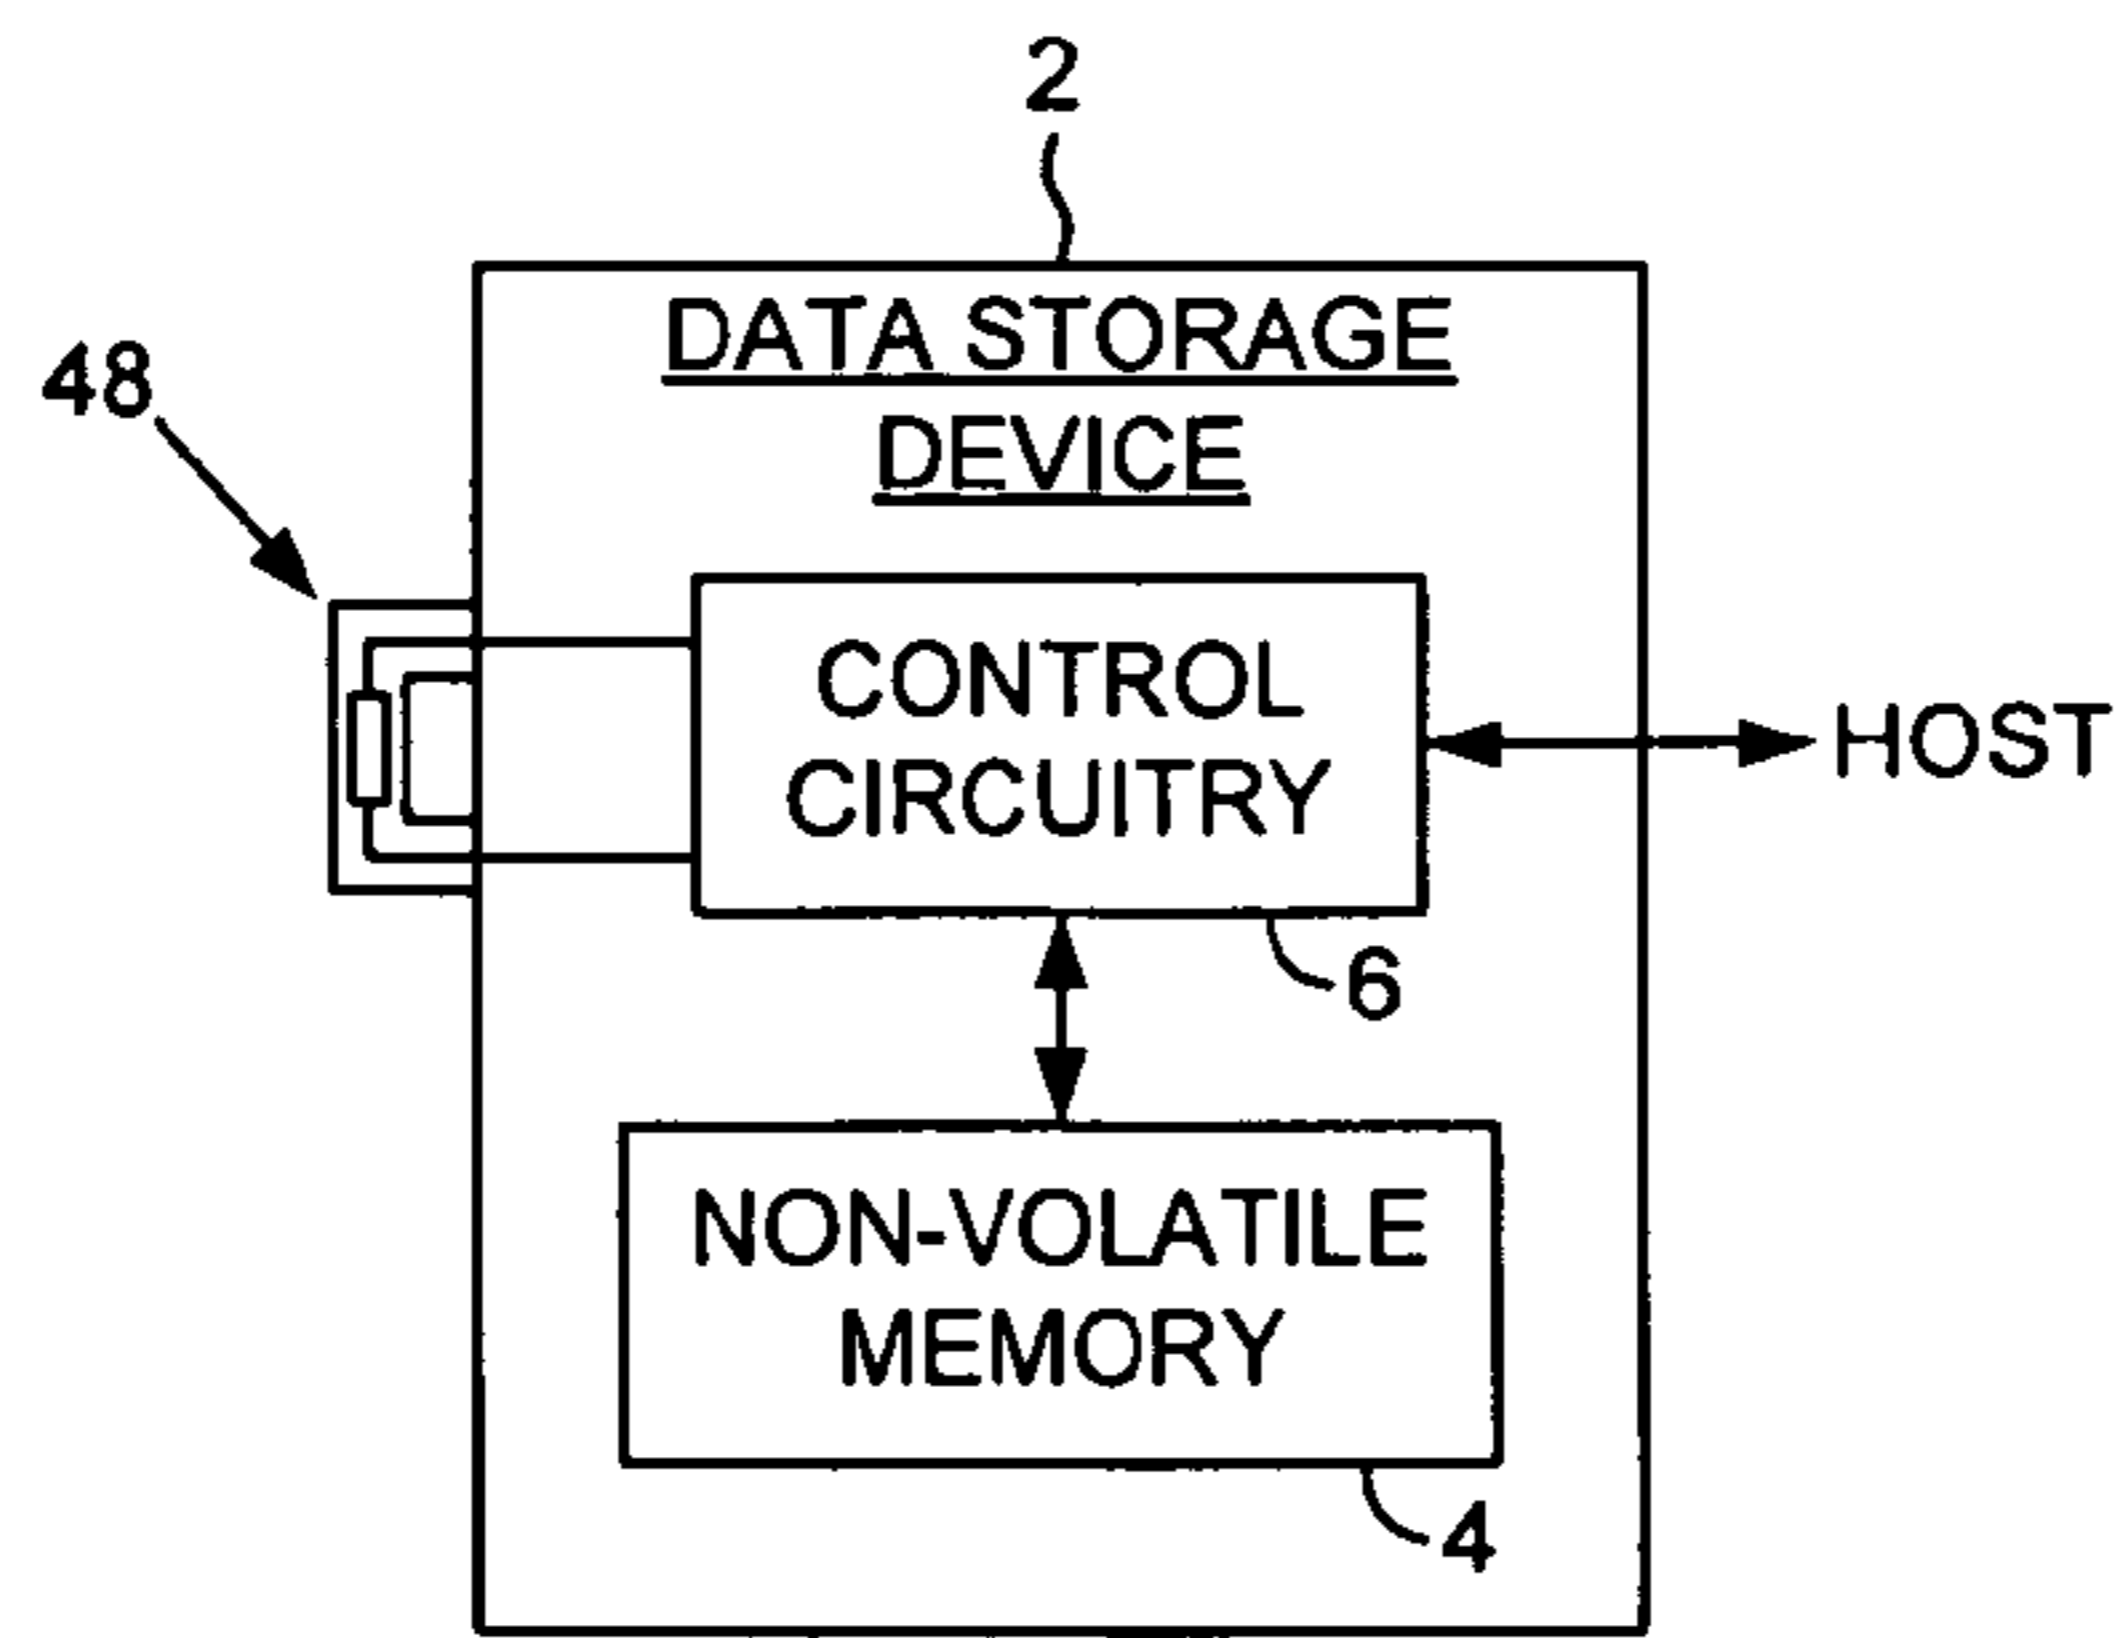 2
DATA STORAGE
DEVICE
48
CONTROL
CIRCUITRY
HOST
6
NON-VOLATILE
MEMORY
4